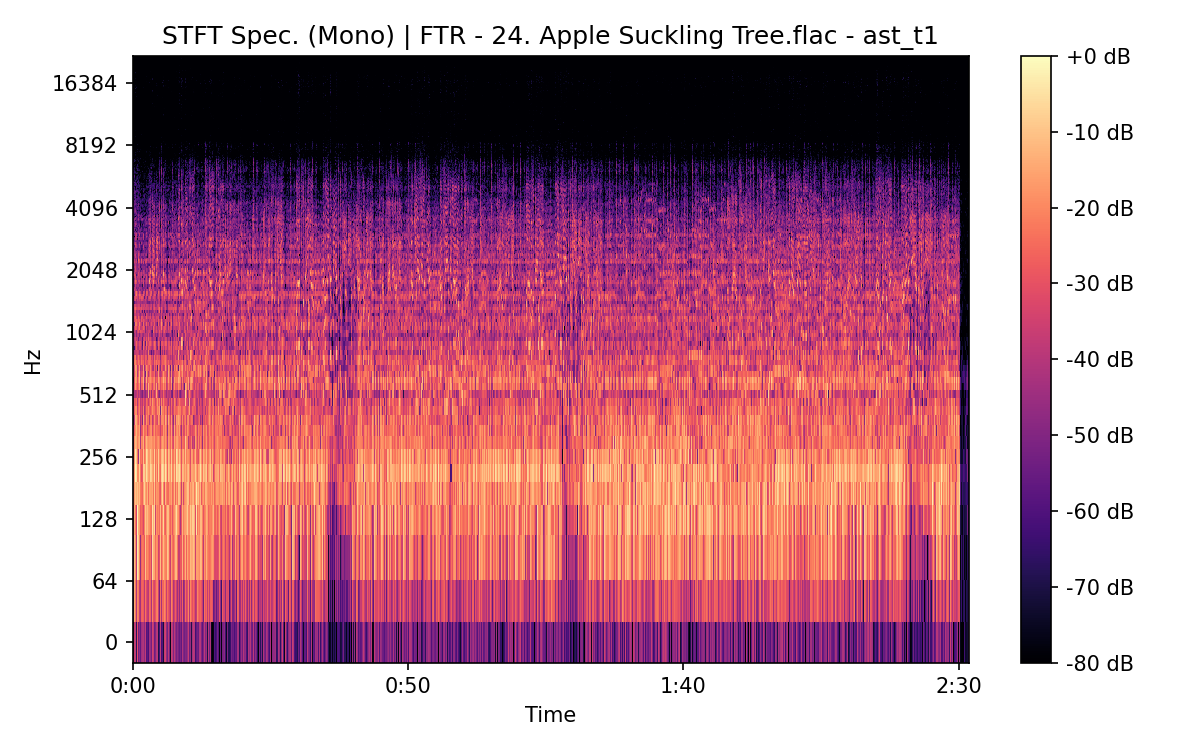 STFT Spec. (Mono) | FTR - 24. Apple Suckling Tree.flac - ast_t1
Hz
16384
8192
4096
2048
1024
512
256
128
64
0
0:00
0:50
1:40
2:30
Time
+0 dB
-10 dB
-20 dB
-30 dB
-40 dB
-50 dB
-60 dB
-70 dB
-80 dB